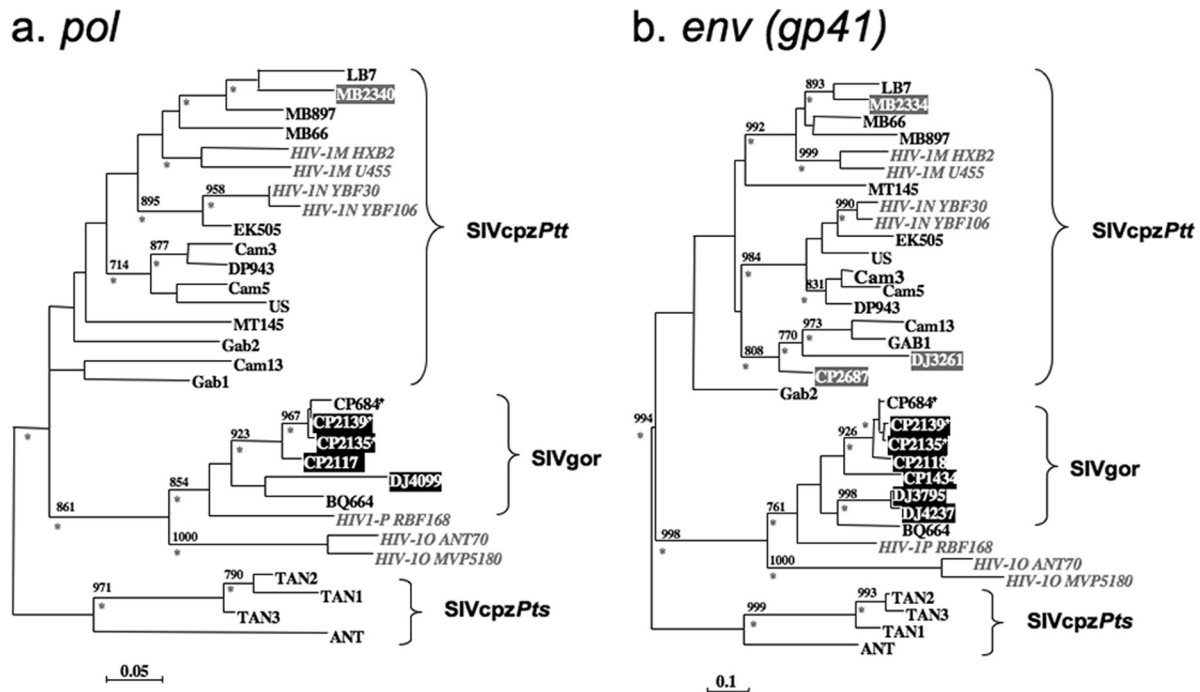 a. pol
LB7
MB2340
*
*
MB897
MB66
HIV-1M HXB2
*
HIV-1M U455
958
HIV-1N YBF30
895
*
HIV-1N YBF106
EK505
Cam3
877
*
DP943
714
*
Cam5
US
MT145
Gab2
Cam13
Gab1
SIVcpzPtt
CP684*
967
CP2139*
*
CP2135*
923
*
CP2117
DJ4099
854
*
BQ664
SIVgor
*
861
*
HIV1-P RBF168
HIV-1O ANT70
1000
*
HIV-1O MVP5180
790
TAN2
971
*
TAN1
*
TAN3
ANT
SIVcpzPts
0.05
b. env (gp41)
893
LB7
*
MB2334
MB66
992
*
MB897
HIV-1M HXB2
999
*
HIV-1M U455
MT145
HIV-1N YBF30
990
*
HIV-1N YBF106
EK505
US
984
*
Cam3
831
Cam5
*
DP943
973
Cam13
770
*
GAB1
808
*
DJ3261
*
CP2687
Gab2
SIVcpzPtt
CP684*
994
*
CP2139*
926
*
CP2135*
*
CP2118
CP1434
DJ3795
998
*
DJ4237
761
*
BQ664
SIVgor
998
*
HIV-1P RBF168
HIV-1O ANT70
1000
*
HIV-1O MVP5180
993
TAN2
*
TAN3
999
*
TAN1
ANT
SIVcpzPts
0.1